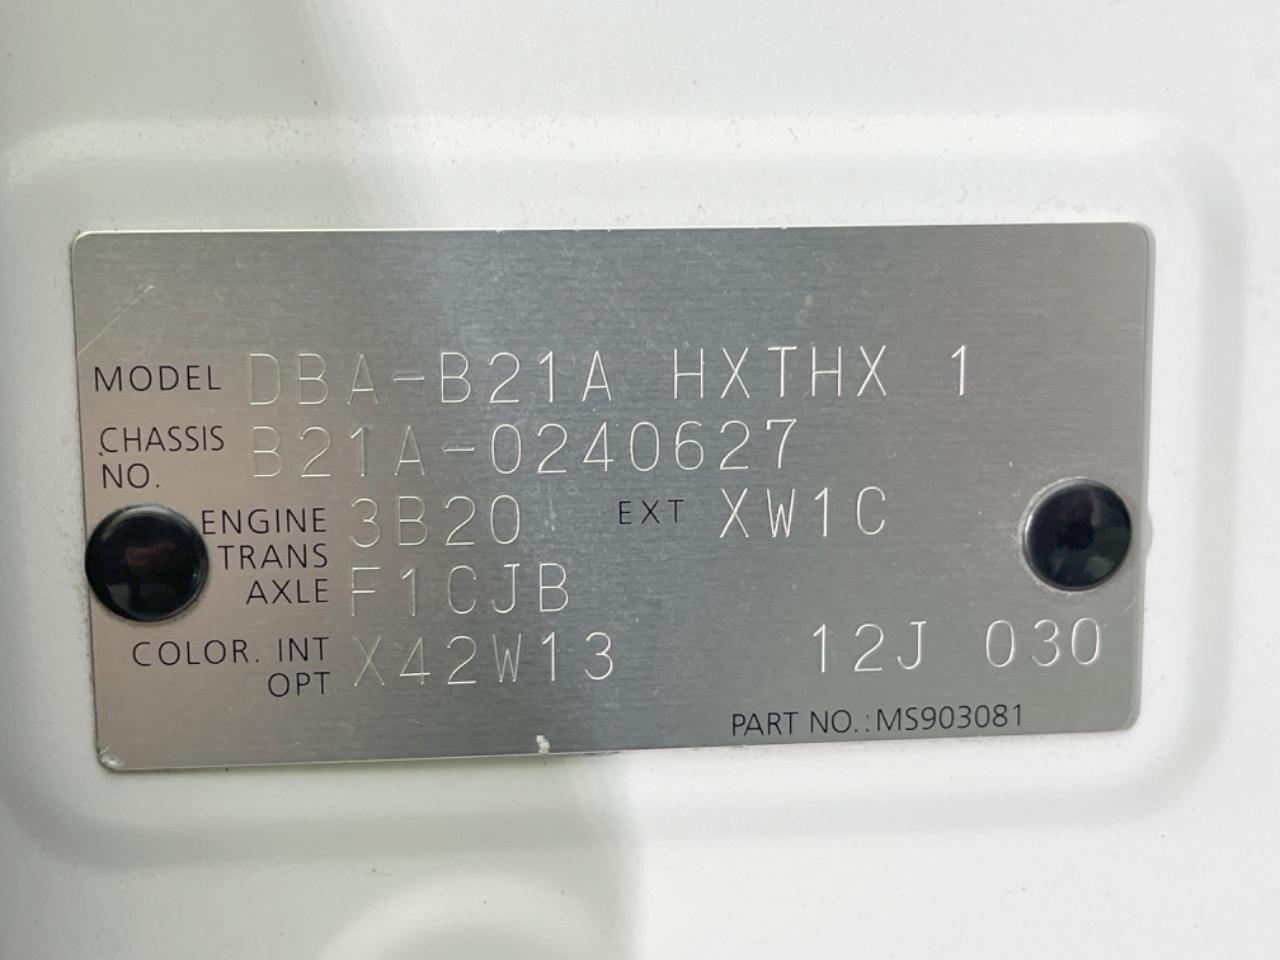 MODEL DBA-B21A HXTHX 1
CHASSIS NO. B21A-0240627
ENGINE 3B20 EXT XW1C
TRANS AXLE F1CJB
COLOR. INT OPT X42W13 12J 030
PART NO.:MS903081